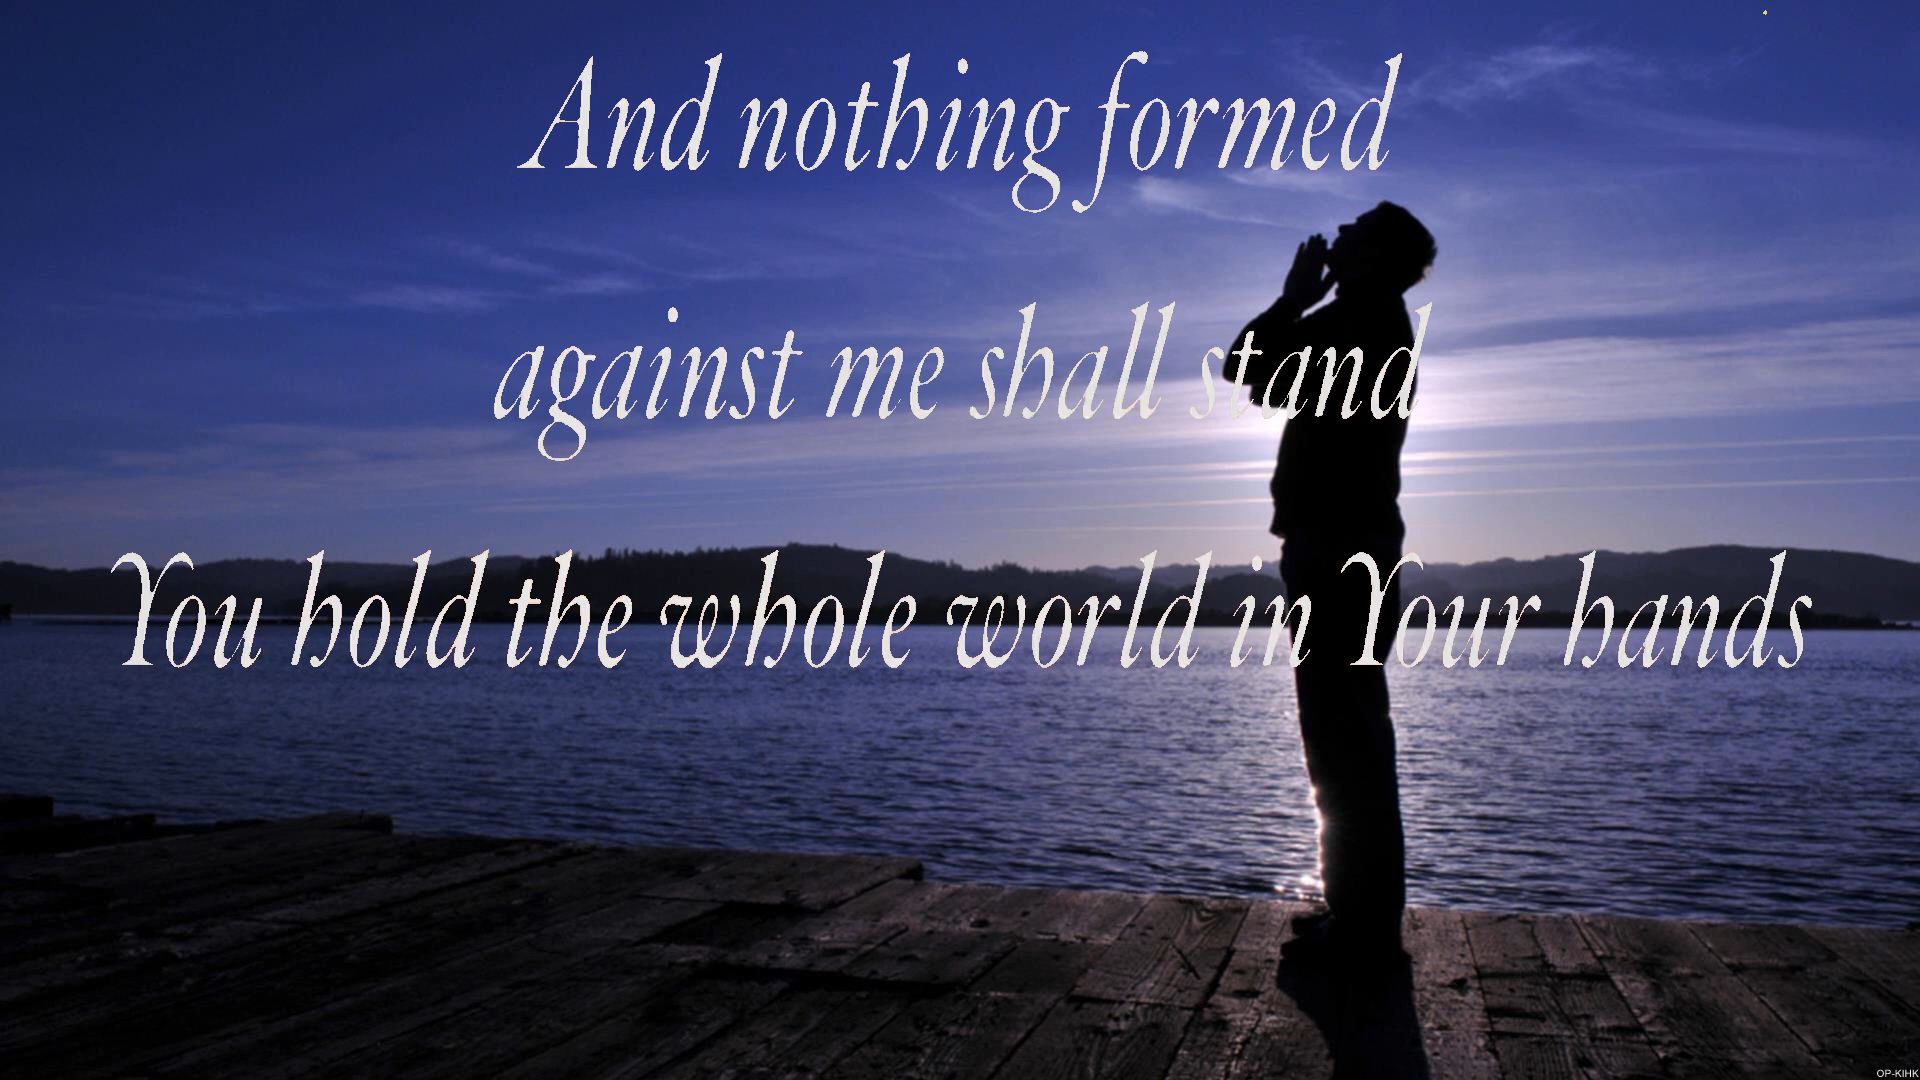 And nothing formed
against me shall stand
You hold the whole world in Your hands
OP-KIHK